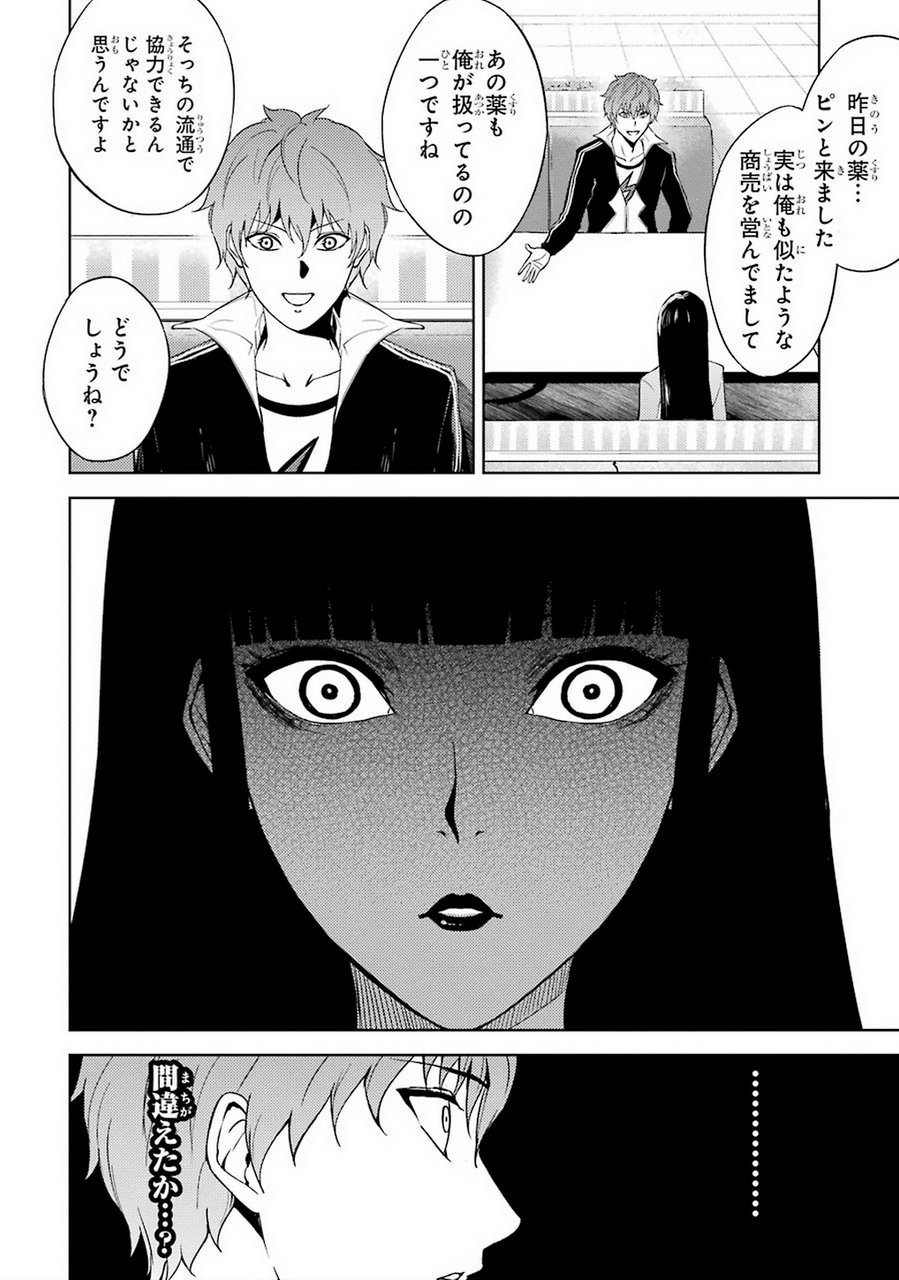 昨日の薬…
ピンと来ました
実は俺も似たような
商売を営んでまして
あの薬も
俺が扱ってるのの
一つですね
そっちの流通で
協力できるん
じゃないかと
思うんですよ
どうで
しょうね?
………
間違えたか…?